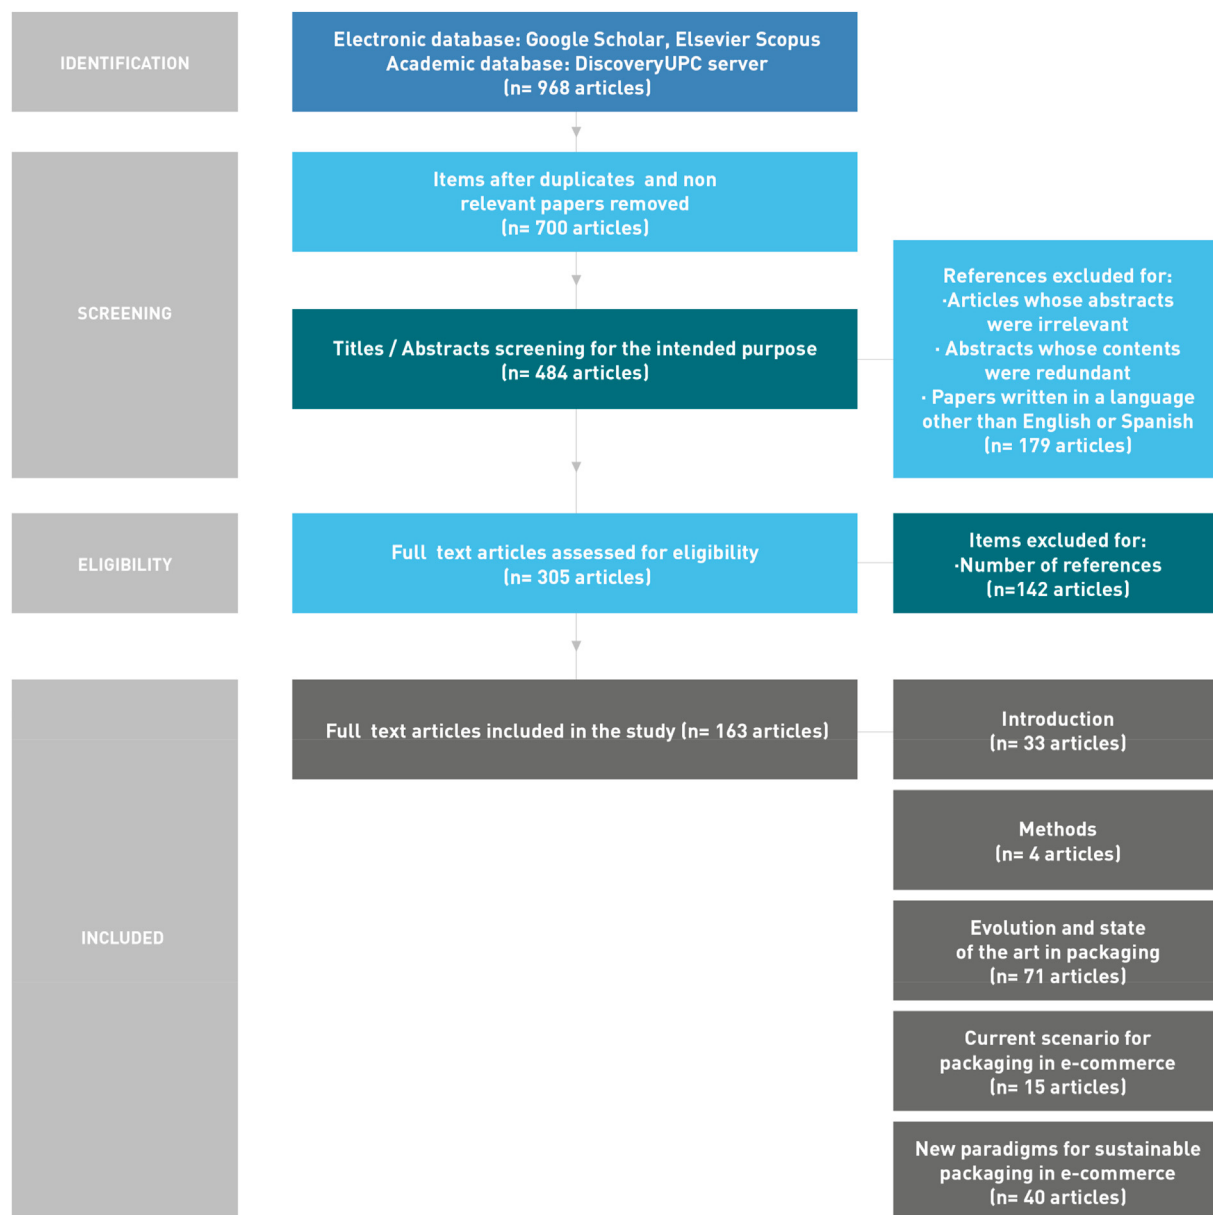 IDENTIFICATION
Electronic database: Google Scholar, Elsevier Scopus
Academic database: DiscoveryUPC server
(n= 968 articles)
SCREENING
Items after duplicates and non
relevant papers removed
(n= 700 articles)
Titles / Abstracts screening for the intended purpose
(n= 484 articles)
References excluded for:
·Articles whose abstracts
were irrelevant
· Abstracts whose contents
were redundant
· Papers written in a language
other than English or Spanish
(n= 179 articles)
ELIGIBILITY
Full text articles assessed for eligibility
(n= 305 articles)
Items excluded for:
·Number of references
(n=142 articles)
INCLUDED
Full text articles included in the study (n= 163 articles)
Introduction
(n= 33 articles)
Methods
(n= 4 articles)
Evolution and state
of the art in packaging
(n= 71 articles)
Current scenario for
packaging in e-commerce
(n= 15 articles)
New paradigms for sustainable
packaging in e-commerce
(n= 40 articles)